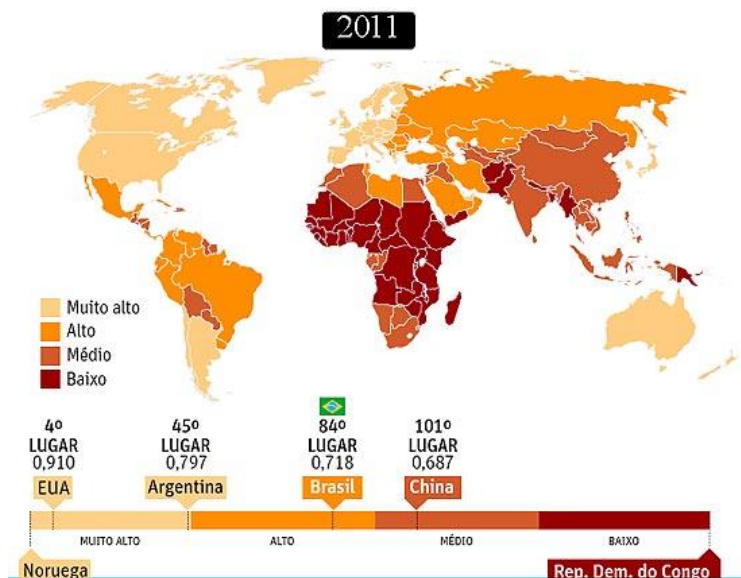 2011
Muito alto
Alto
Médio
Baixo
4º
LUGAR
0,910
EUA
45º
LUGAR
0,797
Argentina
84º
LUGAR
0,718
Brasil
101º
LUGAR
0,687
China
MUITO ALTO
ALTO
MÉDIO
BAIXO
Noruega
Rep. Dem. do Congo